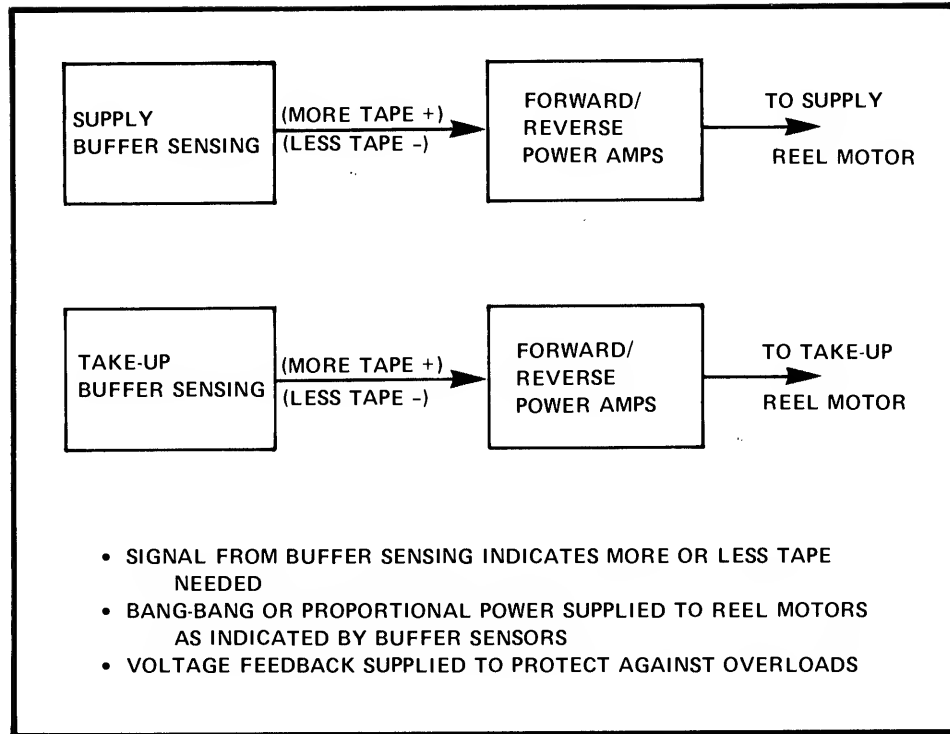 SUPPLY
BUFFER SENSING
(MORE TAPE +)
(LESS TAPE –)
FORWARD/
REVERSE
POWER AMPS
TO SUPPLY
REEL MOTOR
TAKE-UP
BUFFER SENSING
(MORE TAPE +)
(LESS TAPE –)
FORWARD/
REVERSE
POWER AMPS
TO TAKE-UP
REEL MOTOR
• SIGNAL FROM BUFFER SENSING INDICATES MORE OR LESS TAPE
NEEDED
• BANG-BANG OR PROPORTIONAL POWER SUPPLIED TO REEL MOTORS
AS INDICATED BY BUFFER SENSORS
• VOLTAGE FEEDBACK SUPPLIED TO PROTECT AGAINST OVERLOADS